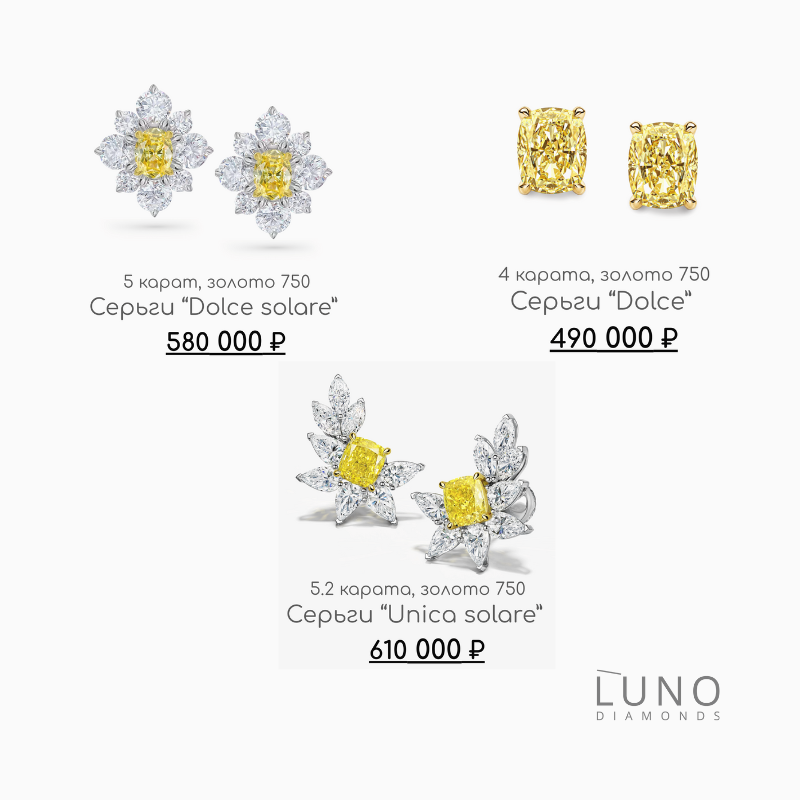 5 карат, золото 750
Серьги “Dolce solare”
580 000 ₽
4 карата, золото 750
Серьги “Dolce”
490 000 ₽
5.2 карата, золото 750
Серьги “Unica solare”
610 000 ₽
LUNO
DIAMONDS